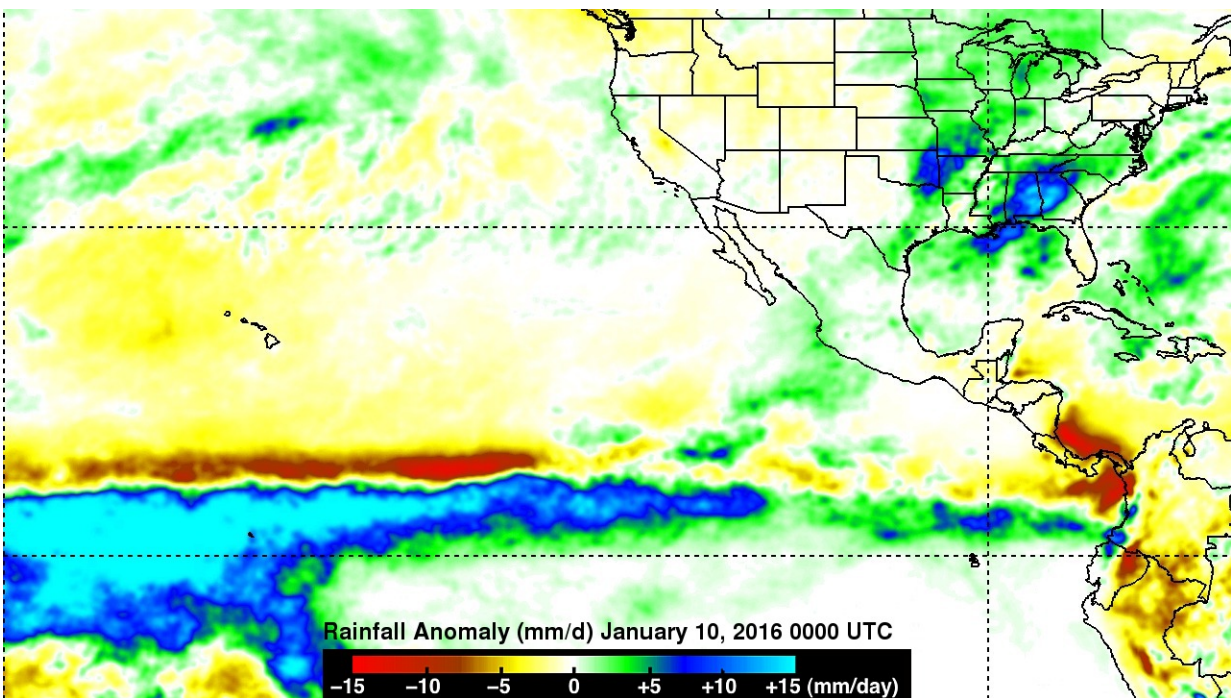 Rainfall Anomaly (mm/d) January 10, 2016 0000 UTC
−15 −10 −5 0 +5 +10 +15 (mm/day)